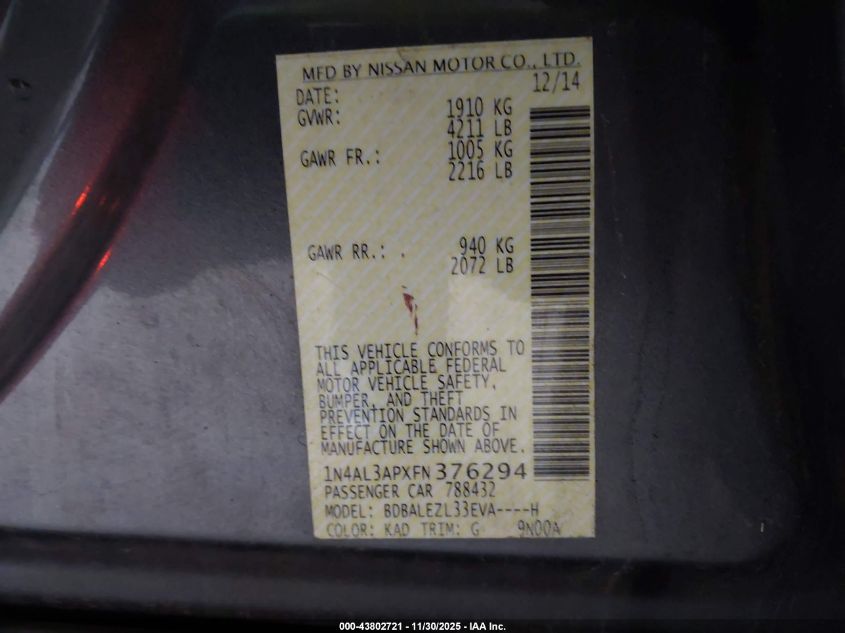 MFD BY NISSAN MOTOR CO., LTD.
DATE: 12/14
GVWR: 1910 KG
4211 LB
GAWR FR.: 1005 KG
2216 LB
GAWR RR.: 940 KG
2072 LB
THIS VEHICLE CONFORMS TO
ALL APPLICABLE FEDERAL
MOTOR VEHICLE SAFETY,
BUMPER, AND THEFT
PREVENTION STANDARDS IN
EFFECT ON THE DATE OF
MANUFACTURE SHOWN ABOVE.
1N4AL3APXFN376294
PASSENGER CAR 788432
MODEL: BDBALEZL33EVA----H
COLOR: KAD TRIM: G 9N00A
000-43802721 - 11/30/2025 - IAA Inc.